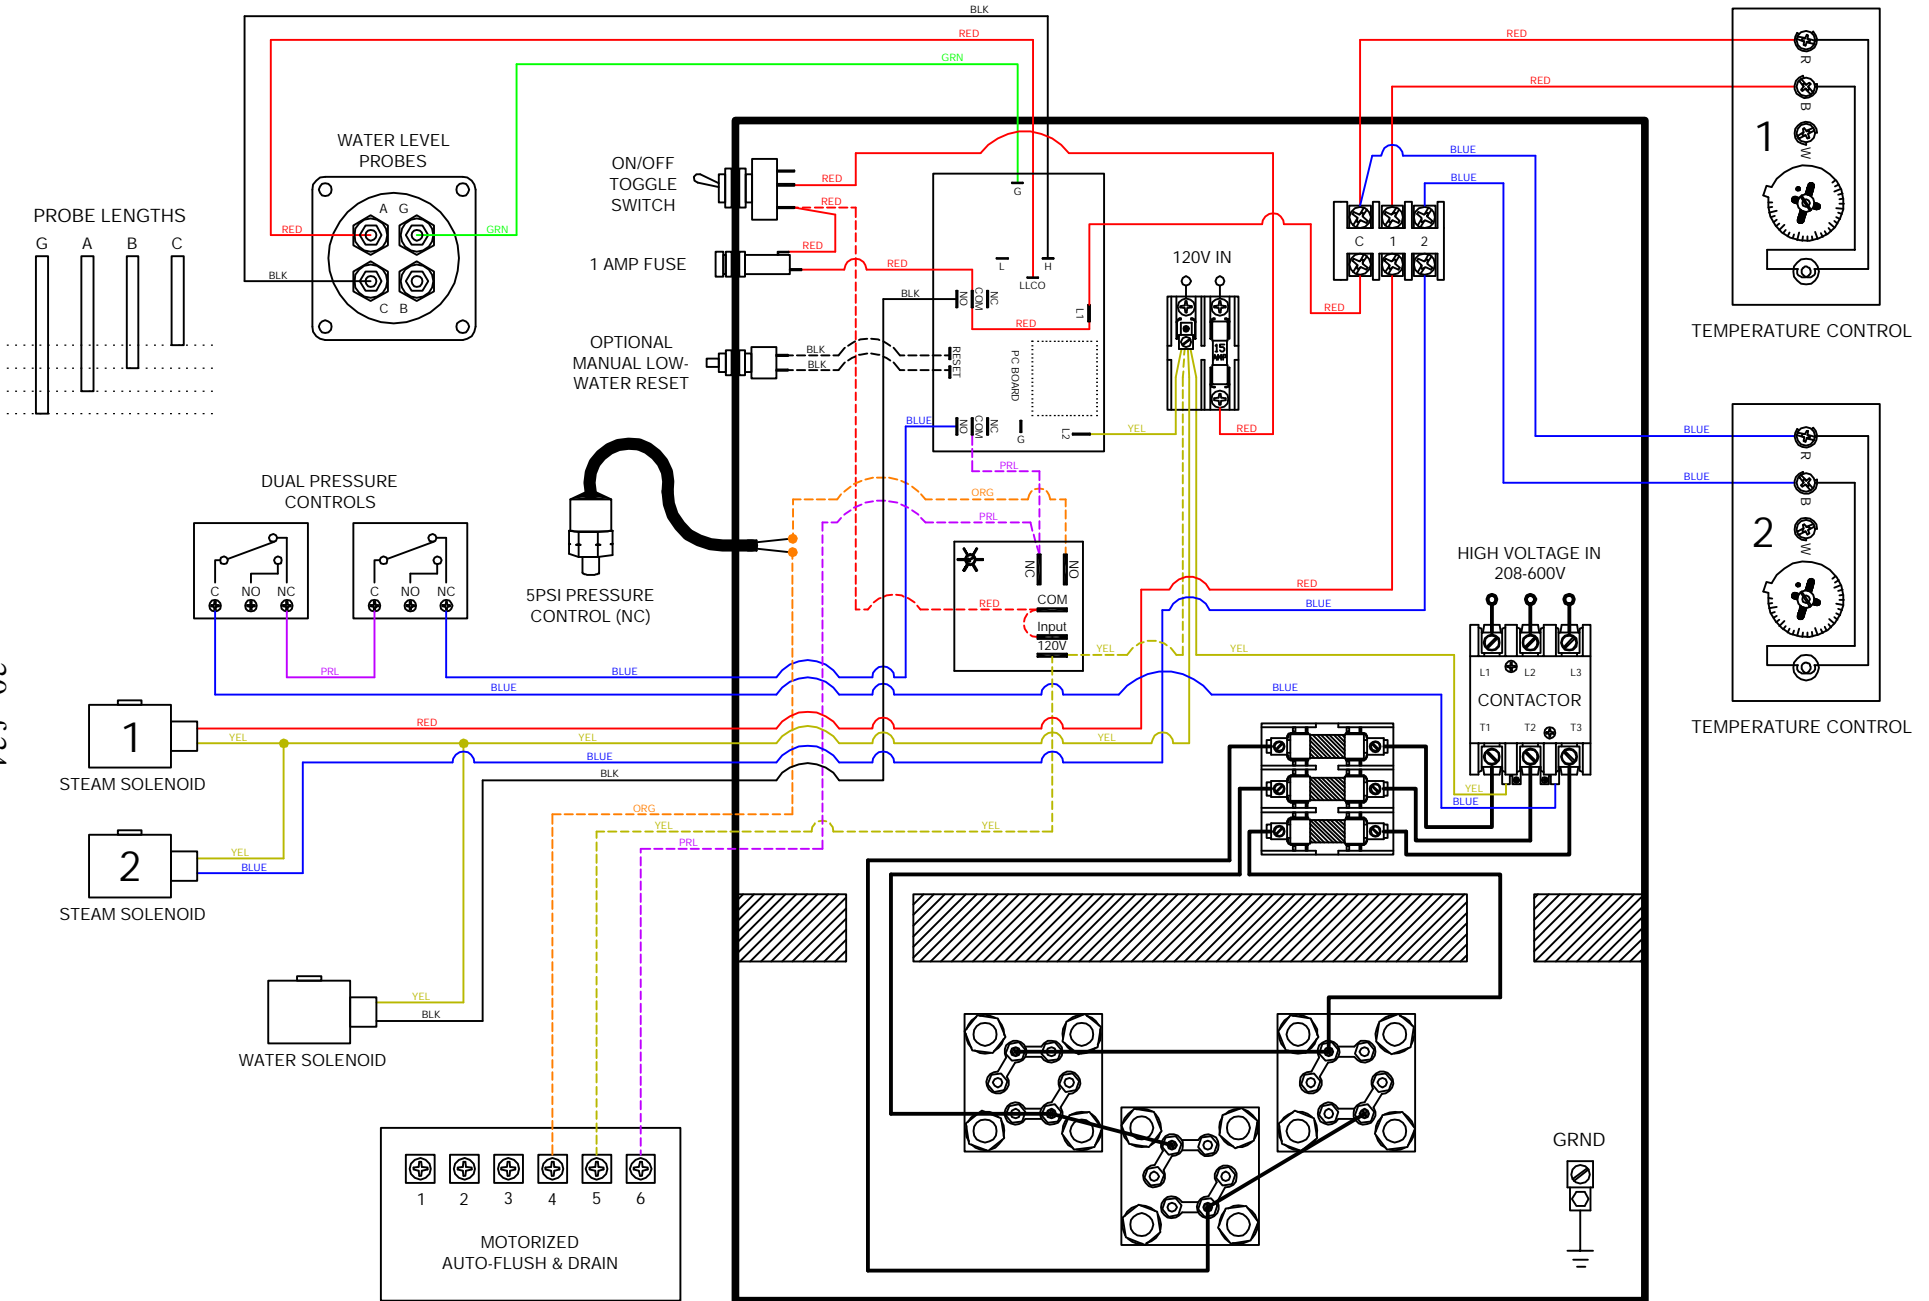 BLK
RED
GRN
RED
RED
WATER LEVEL
PROBES
A G
C B
RED
GRN
BLK
PROBE LENGTHS
G A B C
ON/OFF
TOGGLE
SWITCH
RED
RED
RED
1 AMP FUSE
RED
OPTIONAL
MANUAL LOW-
WATER RESET
BLK
BLK
BLK
G
L
H
LLCO
NO
COM
NC
RED
L1
RESET
PC BOARD
BLUE
NO
COM
NC
G
L2
YEL
PRL
120V IN
15
AMP
RED
BLUE
BLUE
C 1 2
RED
R
B
1
W
TEMPERATURE CONTROL
BLUE
BLUE
R
B
2
W
TEMPERATURE CONTROL
DUAL PRESSURE
CONTROLS
C NO NC
C NO NC
PRL
5PSI PRESSURE
CONTROL (NC)
ORG
PRL
NC
NO
COM
Input
120V
RED
YEL
YEL
RED
BLUE
HIGH VOLTAGE IN
208-600V
L1 L2 L3
CONTACTOR
T1 T2 T3
YEL
BLUE
BLUE
BLUE
BLUE
1
STEAM SOLENOID
RED
YEL
YEL
YEL
BLUE
BLK
2
STEAM SOLENOID
YEL
BLUE
ORG
YEL
YEL
PRL
WATER SOLENOID
YEL
BLK
1 2 3 4 5 6
MOTORIZED
AUTO-FLUSH & DRAIN
GRND